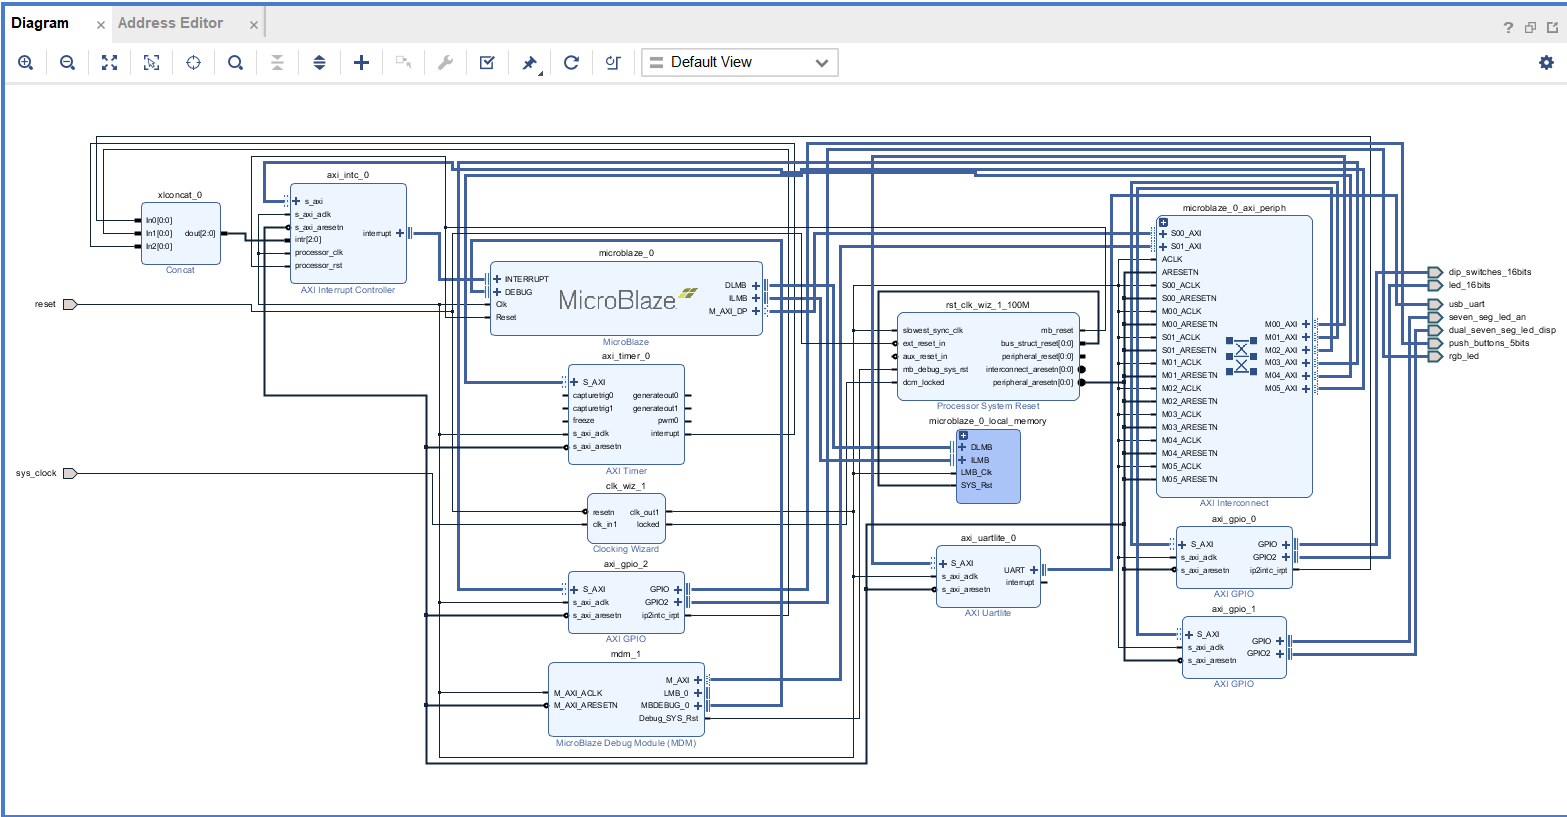 Diagram
Address Editor
Default View
reset
sys_clock
xlconcat_0
In0[0:0]
In1[0:0]
In2[0:0]
dout[2:0]
Concat
axi_intc_0
s_axi
s_axi_aclk
s_axi_aresetn
intr[2:0]
processor_clk
processor_rst
interrupt
AXI Interrupt Controller
microblaze_0
INTERRUPT
DEBUG
Clk
Reset
MicroBlaze
DLMB
ILMB
M_AXI_DP
MicroBlaze
axi_timer_0
S_AXI
capturetrig0
capturetrig1
freeze
s_axi_aclk
s_axi_aresetn
generateout0
generateout1
pwm0
interrupt
AXI Timer
clk_wiz_1
resetn
clk_in1
clk_out1
locked
Clocking Wizard
axi_gpio_2
S_AXI
s_axi_aclk
s_axi_aresetn
GPIO
GPIO2
ip2intc_irpt
AXI GPIO
mdm_1
M_AXI_ACLK
M_AXI_ARESETN
M_AXI
LMB_0
MBDEBUG_0
Debug_SYS_Rst
MicroBlaze Debug Module (MDM)
rst_clk_wiz_1_100M
slowest_sync_clk
ext_reset_in
aux_reset_in
mb_debug_sys_rst
dcm_locked
mb_reset
bus_struct_reset[0:0]
peripheral_reset[0:0]
interconnect_aresetn[0:0]
peripheral_aresetn[0:0]
Processor System Reset
microblaze_0_local_memory
DLMB
ILMB
LMB_Clk
SYS_Rst
axi_uartlite_0
S_AXI
s_axi_aclk
s_axi_aresetn
UART
interrupt
AXI Uartlite
microblaze_0_axi_periph
S00_AXI
S01_AXI
ACLK
ARESETN
S00_ACLK
S00_ARESETN
M00_ACLK
M00_ARESETN
S01_ACLK
S01_ARESETN
M01_ACLK
M01_ARESETN
M02_ACLK
M02_ARESETN
M03_ACLK
M03_ARESETN
M04_ACLK
M04_ARESETN
M05_ACLK
M05_ARESETN
M00_AXI
M01_AXI
M02_AXI
M03_AXI
M04_AXI
M05_AXI
AXI Interconnect
axi_gpio_0
S_AXI
s_axi_aclk
s_axi_aresetn
GPIO
GPIO2
ip2intc_irpt
AXI GPIO
axi_gpio_1
S_AXI
s_axi_aclk
s_axi_aresetn
GPIO
GPIO2
AXI GPIO
dip_switches_16bits
led_16bits
usb_uart
seven_seg_led_an
dual_seven_seg_led_disp
push_buttons_5bits
rgb_led